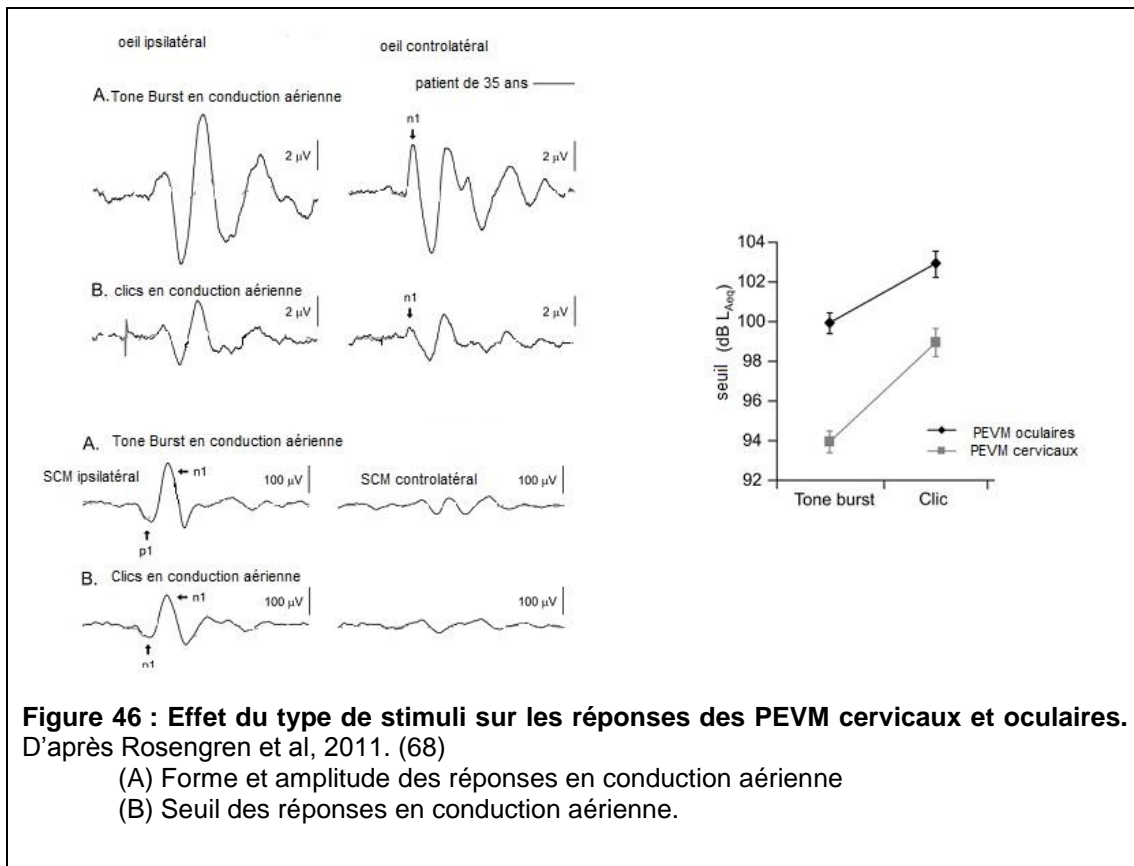 oeil ipsilatéral
oeil controlatéral
patient de 35 ans
A. Tone Burst en conduction aérienne
n1
2 µV
2 µV
B. clics en conduction aérienne
n1
2 µV
2 µV
A. Tone Burst en conduction aérienne
SCM ipsilatéral
n1
100 µV
SCM controlatéral
100 µV
p1
B. Clics en conduction aérienne
n1
100 µV
100 µV
n1
104
102
100
98
96
94
92
seuil (dB LAeq)
PEVM oculaires
PEVM cervicaux
Tone burst
Clic
Figure 46 : Effet du type de stimuli sur les réponses des PEVM cervicaux et oculaires.
D'après Rosengren et al, 2011. (68)
(A) Forme et amplitude des réponses en conduction aérienne
(B) Seuil des réponses en conduction aérienne.